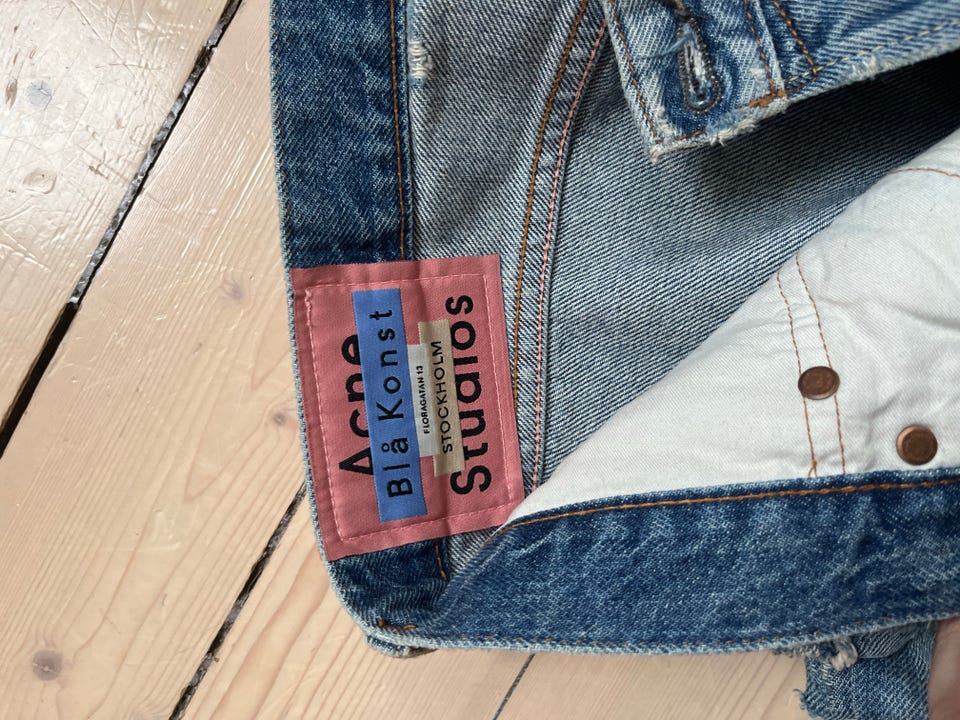 Acne
Blå Konst
FLORAGATAN 13
STOCKHOLM
Studios